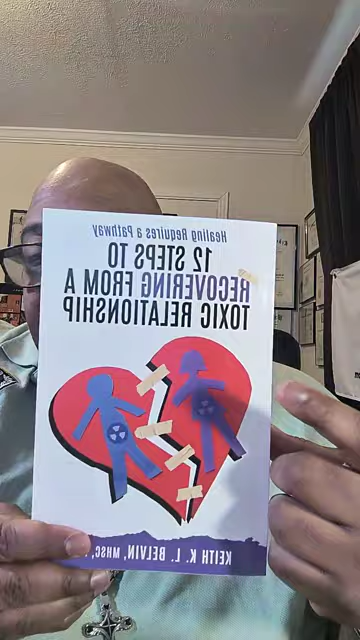 Healing Requires a Pathway
12 STEPS TO
RECOVERING FROM A
TOXIC RELATIONSHIP
KEITH K. L. BELVIN, MHSC,